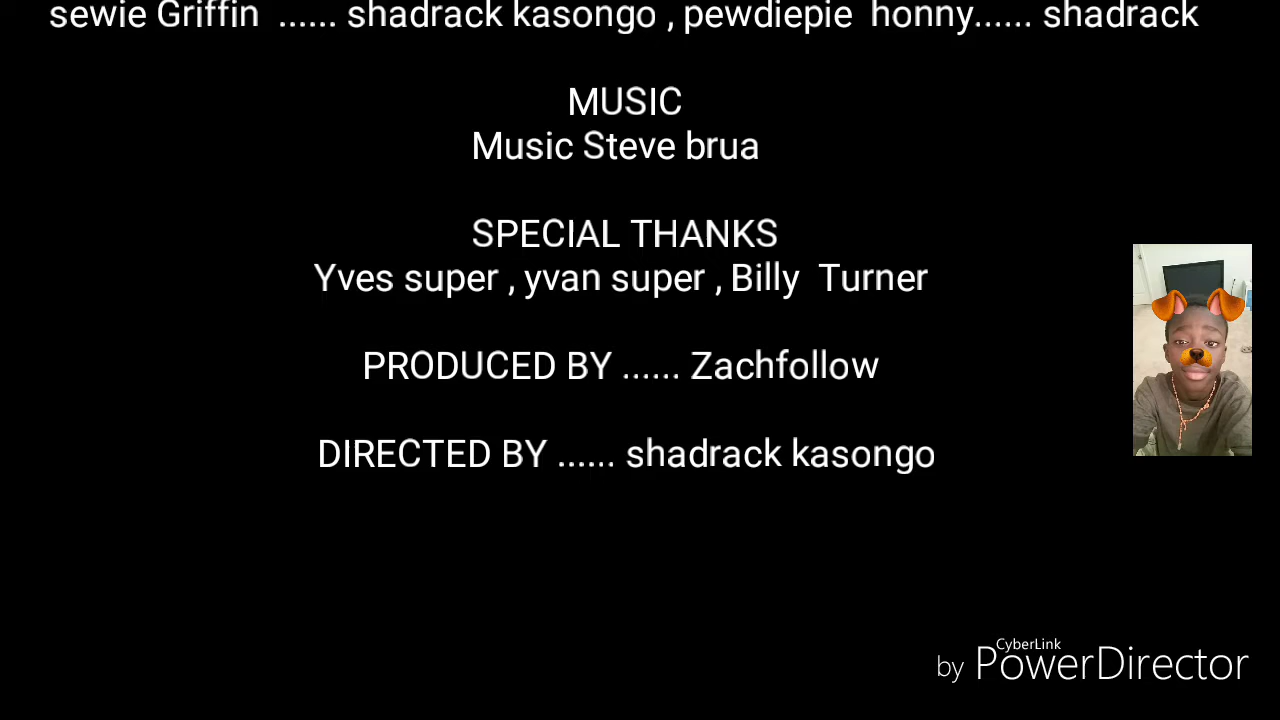 sewie Griffin ...... shadrack kasongo , pewdiepie honny...... shadrack
MUSIC
Music Steve brua
SPECIAL THANKS
Yves super , yvan super , Billy Turner
PRODUCED BY ...... Zachfollow
DIRECTED BY ...... shadrack kasongo
CyberLink
by PowerDirector